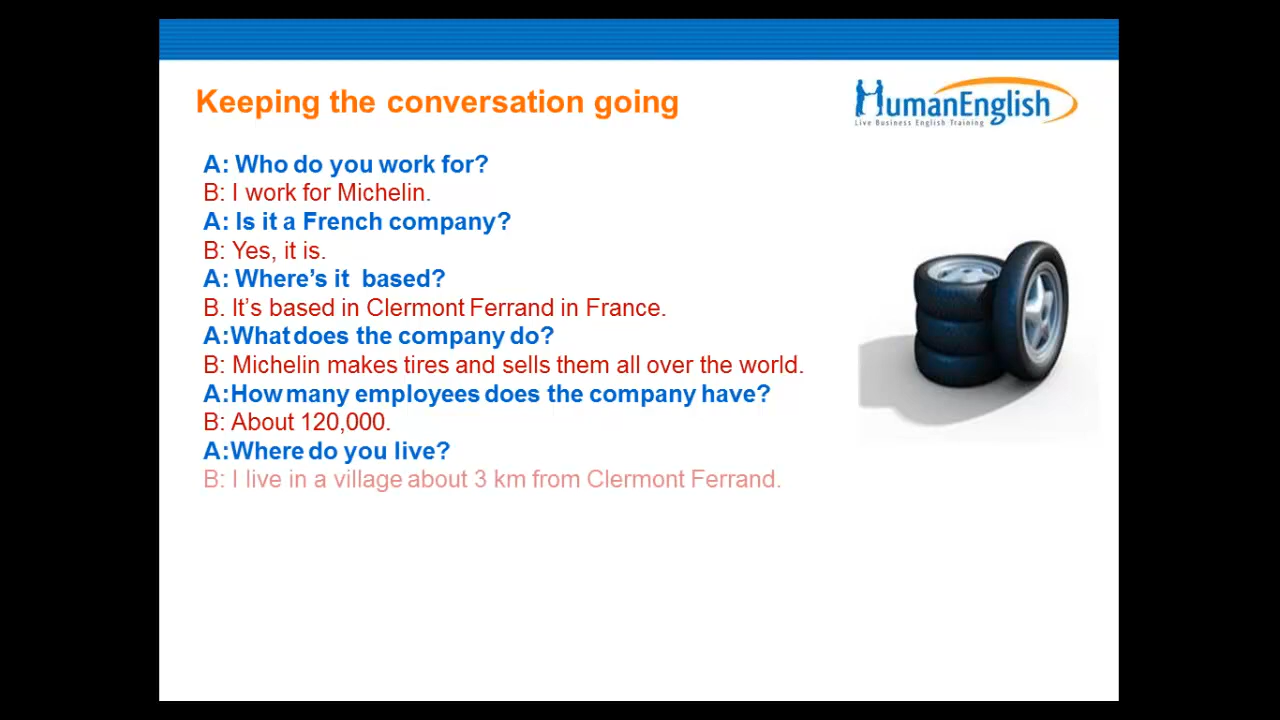 Keeping the conversation going
HumanEnglish
Live Business English Training
A: Who do you work for?
B: I work for Michelin.
A: Is it a French company?
B: Yes, it is.
A: Where’s it  based?
B. It’s based in Clermont Ferrand in France.
A:What does the company do?
B: Michelin makes tires and sells them all over the world.
A:How many employees does the company have?
B: About 120,000.
A:Where do you live?
B: I live in a village about 3 km from Clermont Ferrand.